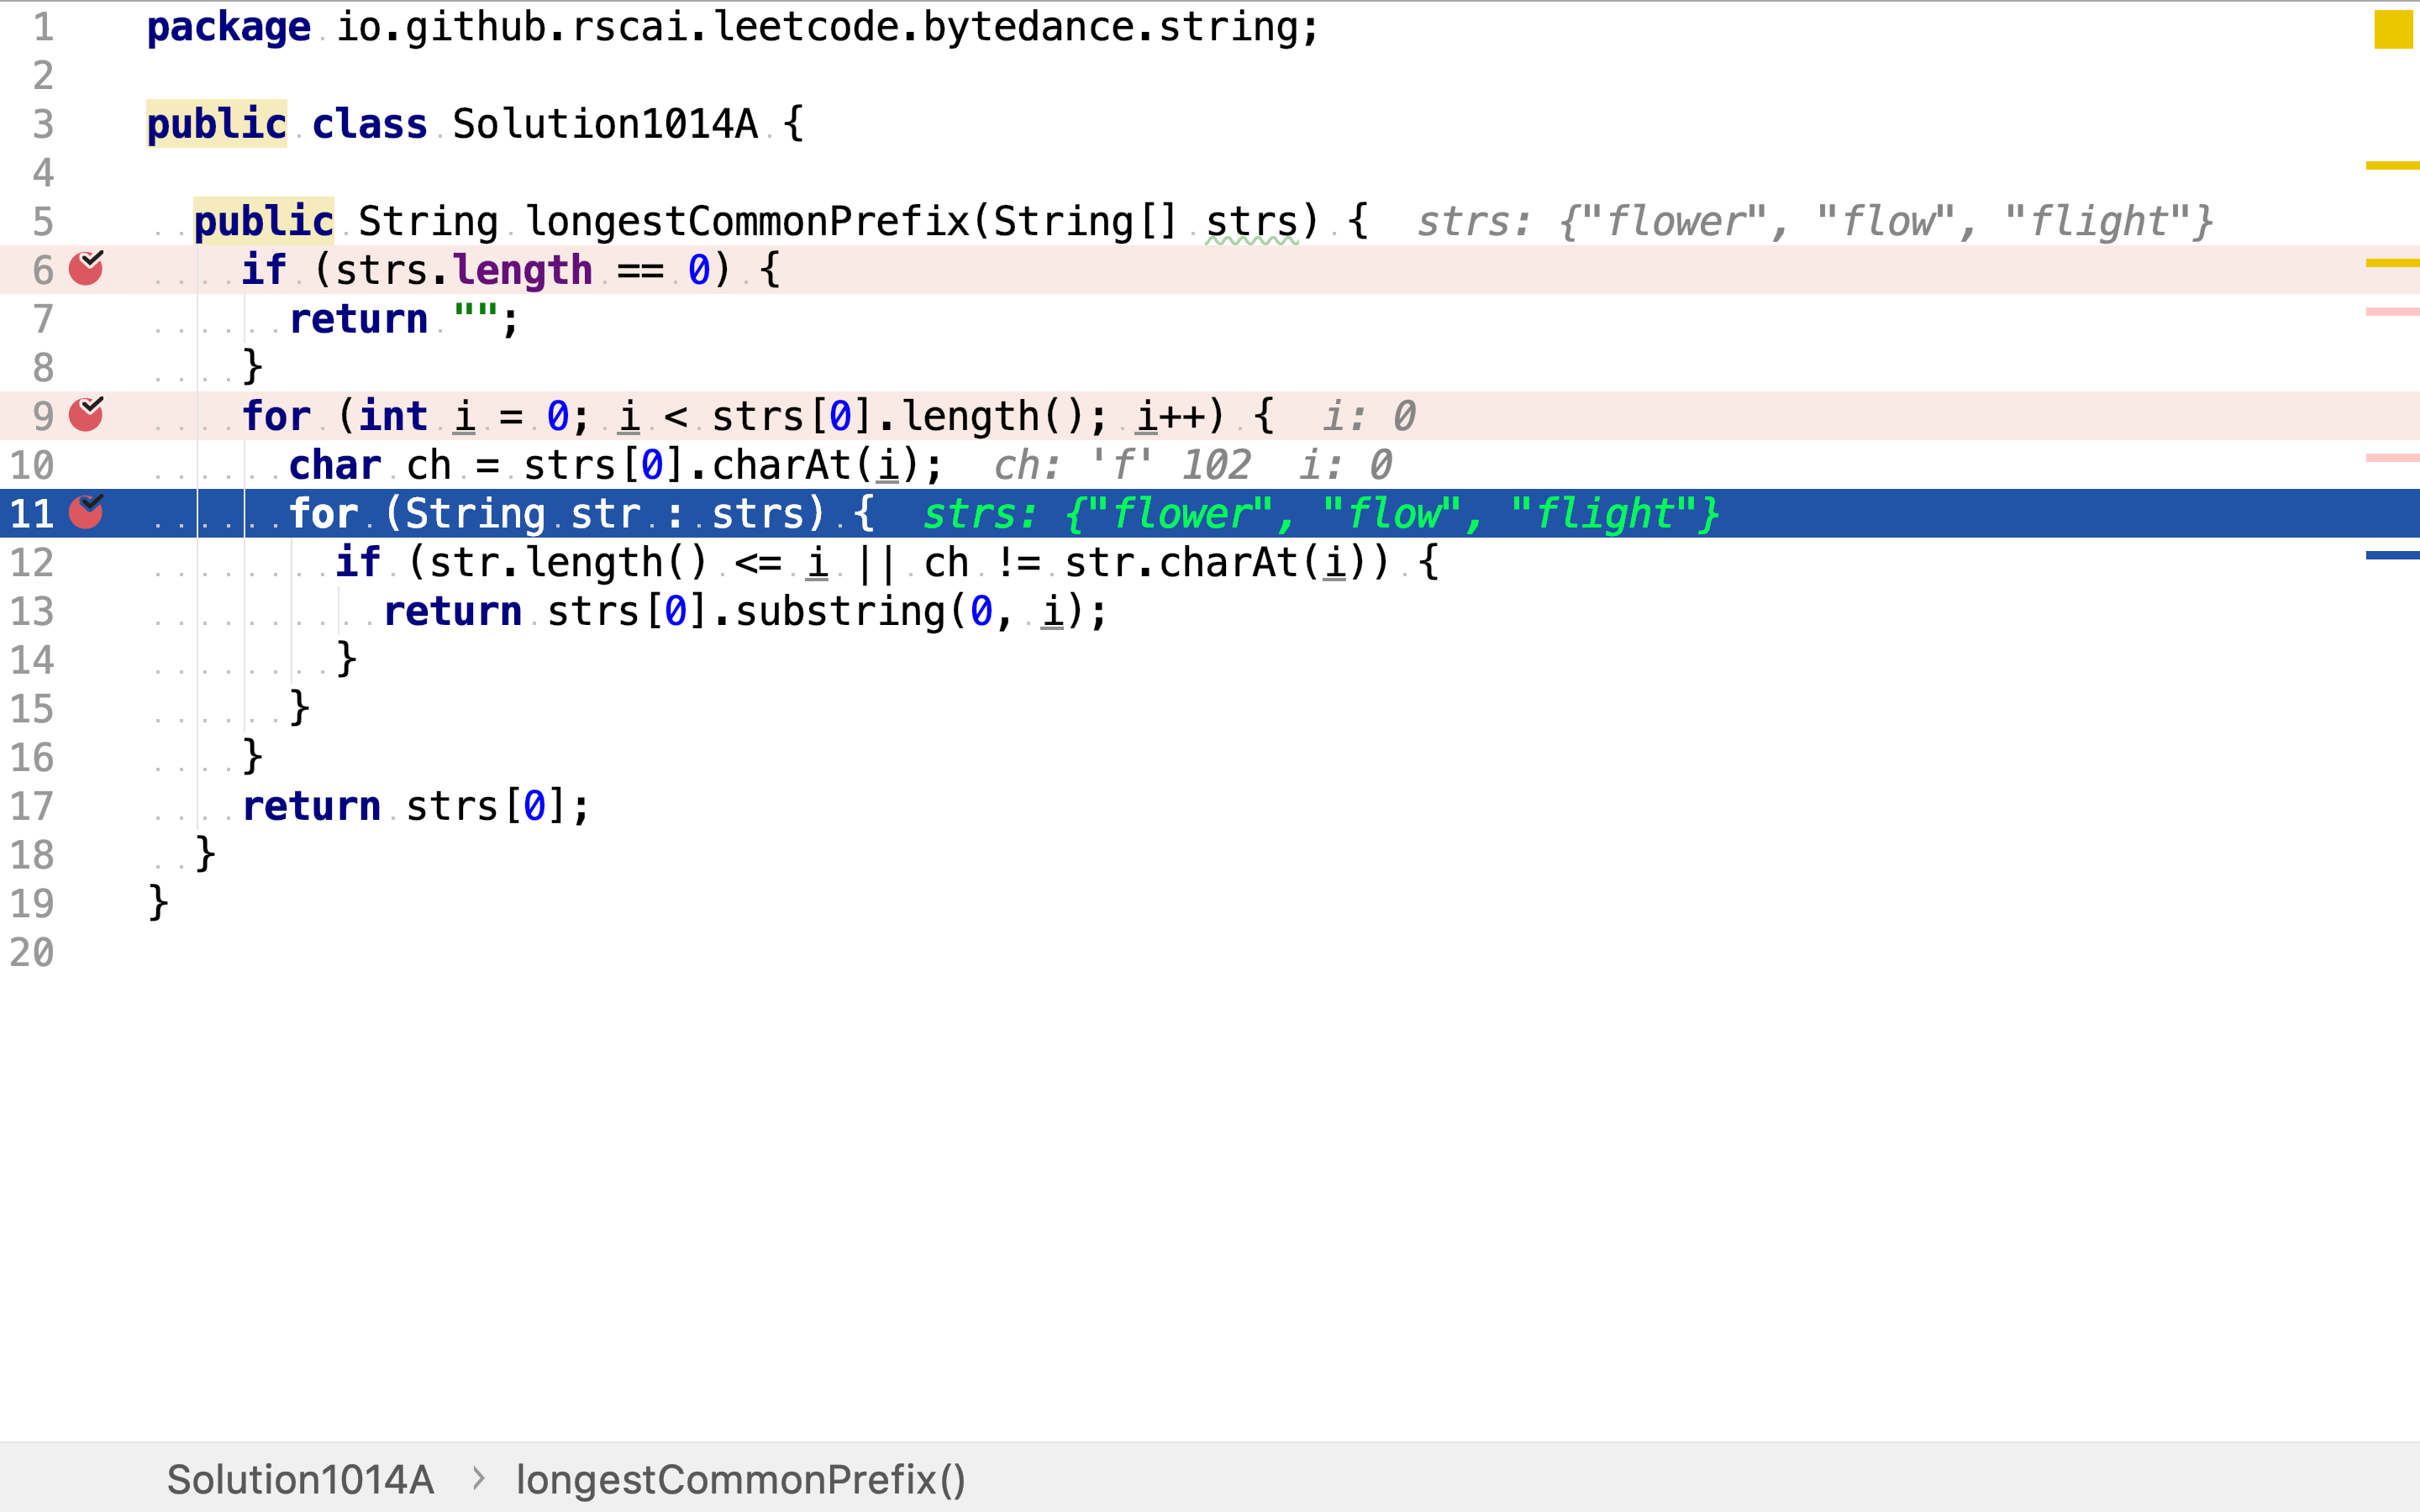 1 package io.github.rscai.leetcode.bytedance.string;
2
3 public class Solution1014A {
4
5 public String longestCommonPrefix(String[] strs) { strs: {"flower", "flow", "flight"}
6 if (strs.length == 0) {
7 return "";
8 }
9 for (int i = 0; i < strs[0].length(); i++) { i: 0
10 char ch = strs[0].charAt(i); ch: 'f' 102 i: 0
11 for (String str : strs) { strs: {"flower", "flow", "flight"}
12 if (str.length() <= i || ch != str.charAt(i)) {
13 return strs[0].substring(0, i);
14 }
15 }
16 }
17 return strs[0];
18 }
19 }
20
Solution1014A > longestCommonPrefix()